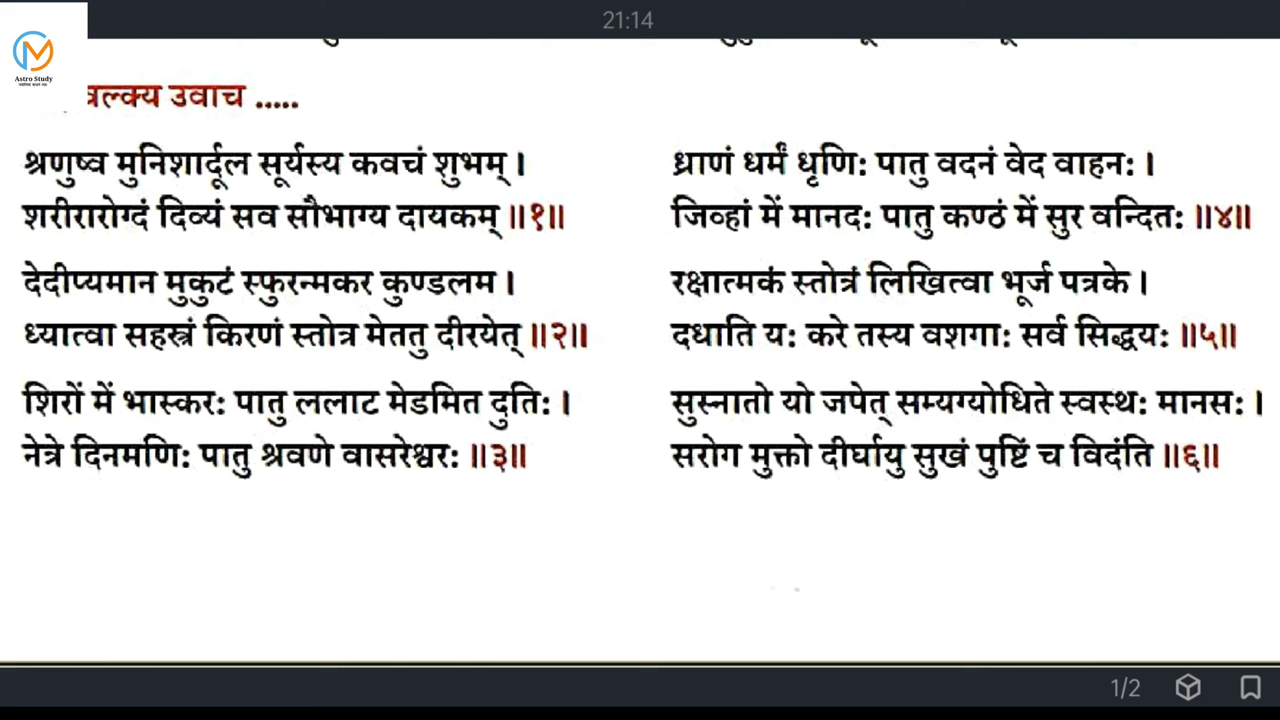 21:14
Astro Study
वल्क्य उवाच .....
श्रणुष्व मुनिशार्दूल सूर्यस्य कवचं शुभम् ।
शरीरारोग्दं दिव्यं सव सौभाग्य दायकम् ॥१॥
देदीप्यमान मुकुटं स्फुरन्मकर कुण्डलम ।
ध्यात्वा सहस्त्रं किरणं स्तोत्र मेततु दीरयेत् ॥२॥
शिरों में भास्कर: पातु ललाट मेडमित दुति: ।
नेत्रे दिनमणि: पातु श्रवणे वासरेश्वर: ॥३॥
ध्राणं धर्मं धृणि: पातु वदनं वेद वाहन: ।
जिव्हां में मानद: पातु कण्ठं में सुर वन्दित: ॥४॥
रक्षात्मकं स्तोत्रं लिखित्वा भूर्ज पत्रके ।
दधाति य: करे तस्य वशगा: सर्व सिद्धय: ॥५॥
सुस्नातो यो जपेत् सम्यग्योधिते स्वस्थ: मानस: ।
सरोग मुक्तो दीर्घायु सुखं पुष्टिं च विदंति ॥६॥
1/2